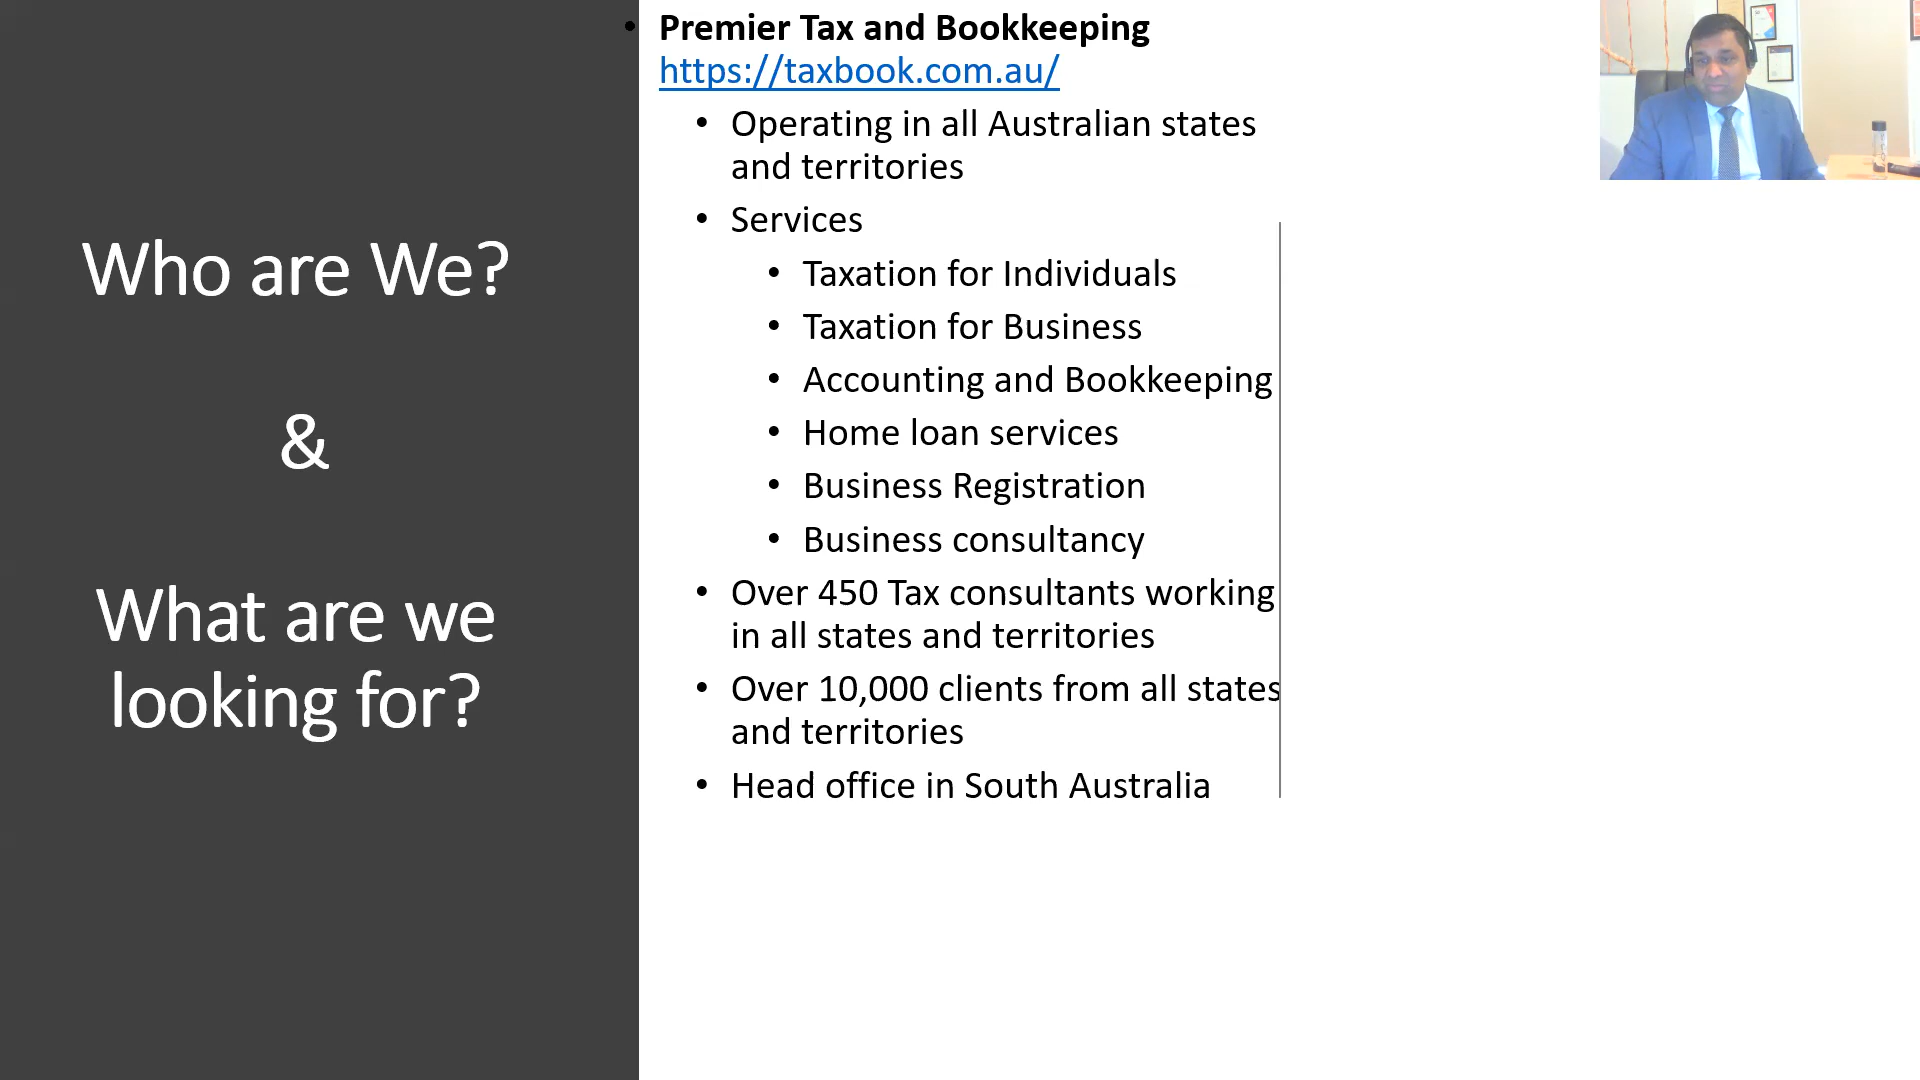 Who are We?
&
What are we
looking for?
• Premier Tax and Bookkeeping
https://taxbook.com.au/
• Operating in all Australian states
and territories
• Services
• Taxation for Individuals
• Taxation for Business
• Accounting and Bookkeeping
• Home loan services
• Business Registration
• Business consultancy
• Over 450 Tax consultants working
in all states and territories
• Over 10,000 clients from all states
and territories
• Head office in South Australia